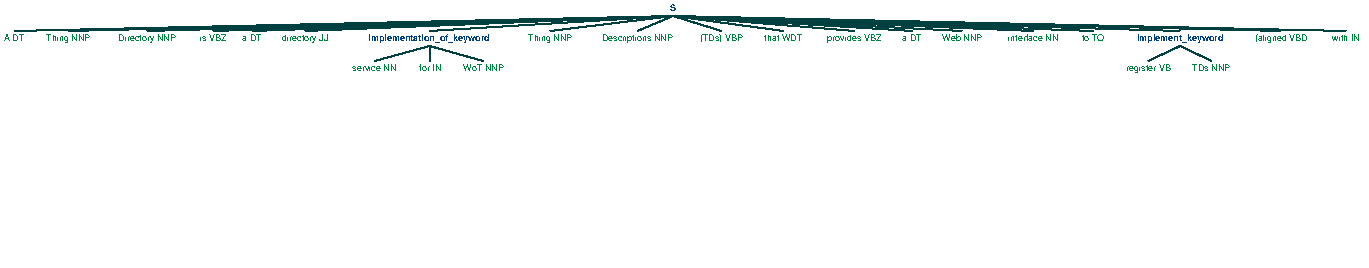 S
A DT Thing NNP Directory NNP is VBZ a DT directory JJ Implementation_of_keyword Thing NNP Descriptions NNP (TDs) VBP that WDT provides VBZ a DT Web NNP interface NN to TO Implement_keyword (aligned VBD with IN
service NN for IN WoT NNP register VB TDs NNP